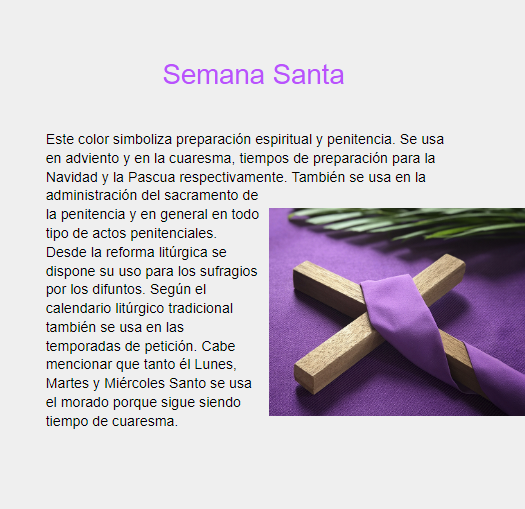 Semana Santa
Este color simboliza preparación espiritual y penitencia. Se usa
en adviento y en la cuaresma, tiempos de preparación para la
Navidad y la Pascua respectivamente. También se usa en la
administración del sacramento de
la penitencia y en general en todo
tipo de actos penitenciales.
Desde la reforma litúrgica se
dispone su uso para los sufragios
por los difuntos. Según el
calendario litúrgico tradicional
también se usa en las
temporadas de petición. Cabe
mencionar que tanto él Lunes,
Martes y Miércoles Santo se usa
el morado porque sigue siendo
tiempo de cuaresma.